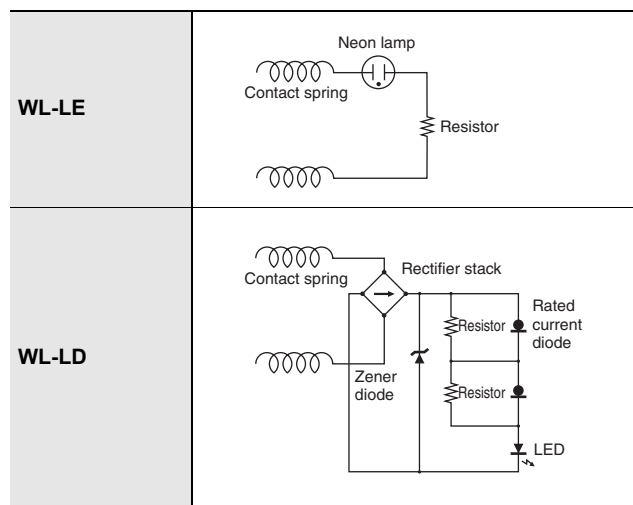 WL-LE
Neon lamp
Contact spring
Resistor
WL-LD
Contact spring
Rectifier stack
Zener
diode
Resistor
Resistor
Rated
current
diode
LED